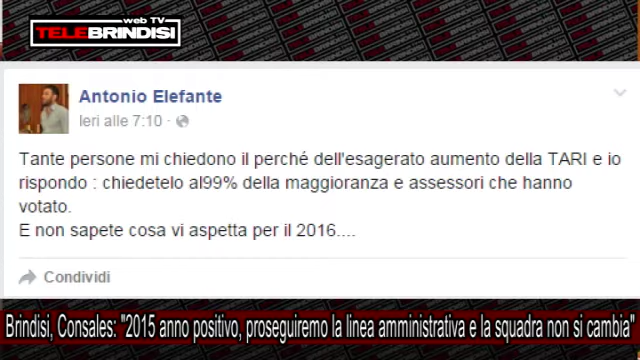 web TV
TELEBRINDISI
Antonio Elefante
Ieri alle 7:10 ·
Tante persone mi chiedono il perché dell'esagerato aumento della TARI e io
rispondo : chiedetelo al99% della maggioranza e assessori che hanno
votato.
E non sapete cosa vi aspetta per il 2016....
Condividi
Brindisi, Consales: "2015 anno positivo, proseguiremo la linea amministrativa e la squadra non si cambia"